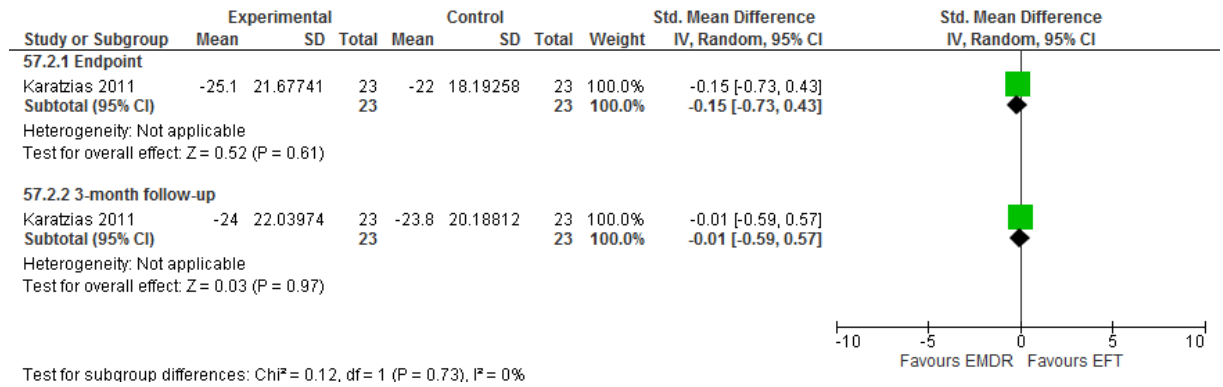 Experimental Control Std. Mean Difference Std. Mean Difference
Study or Subgroup Mean SD Total Mean SD Total Weight IV, Random, 95% CI IV, Random, 95% CI
57.2.1 Endpoint
Karatzias 2011 -25.1 21.67741 23 -22 18.19258 23 100.0% -0.15 [-0.73, 0.43]
Subtotal (95% CI) 23 23 100.0% -0.15 [-0.73, 0.43]
Heterogeneity: Not applicable
Test for overall effect: Z = 0.52 (P = 0.61)
57.2.2 3-month follow-up
Karatzias 2011 -24 22.03974 23 -23.8 20.18812 23 100.0% -0.01 [-0.59, 0.57]
Subtotal (95% CI) 23 23 100.0% -0.01 [-0.59, 0.57]
Heterogeneity: Not applicable
Test for overall effect: Z = 0.03 (P = 0.97)
-10 -5 0 5 10
Favours EMDR Favours EFT
Test for subgroup differences: Chi² = 0.12, df = 1 (P = 0.73), I² = 0%